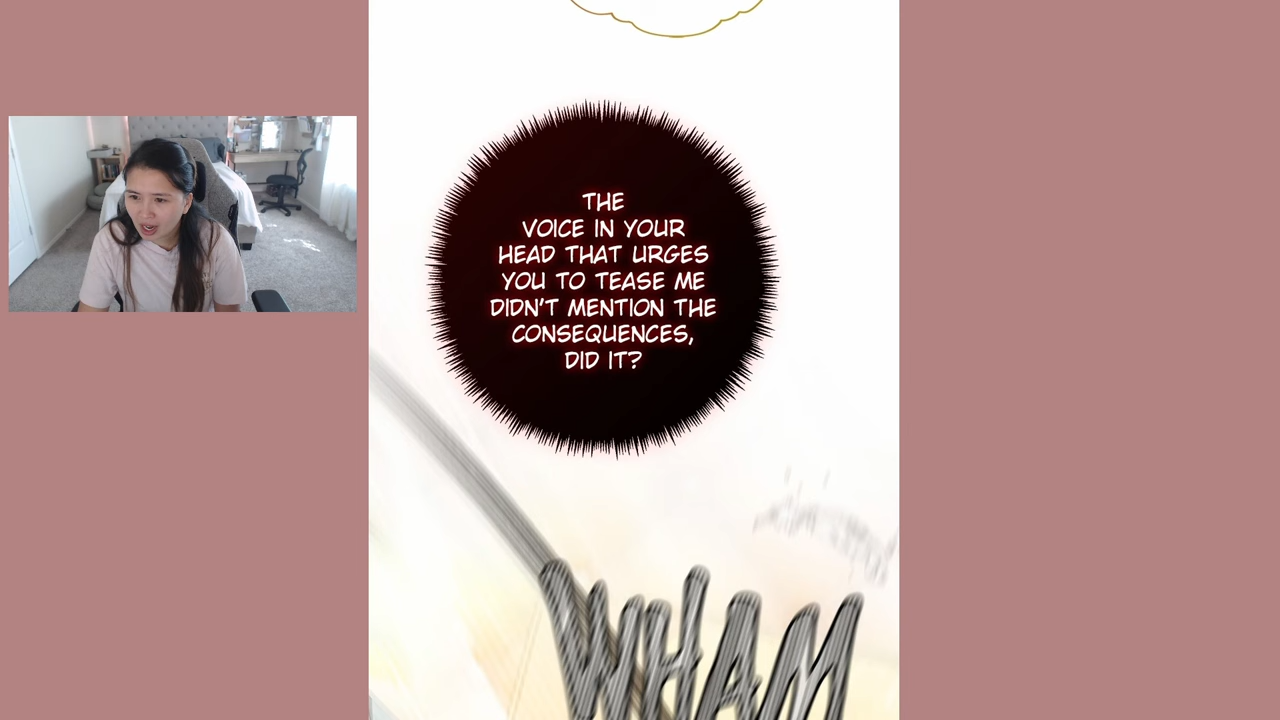 THE
VOICE IN YOUR
HEAD THAT URGES
YOU TO TEASE ME
DIDN'T MENTION THE
CONSEQUENCES,
DID IT?
WHAM